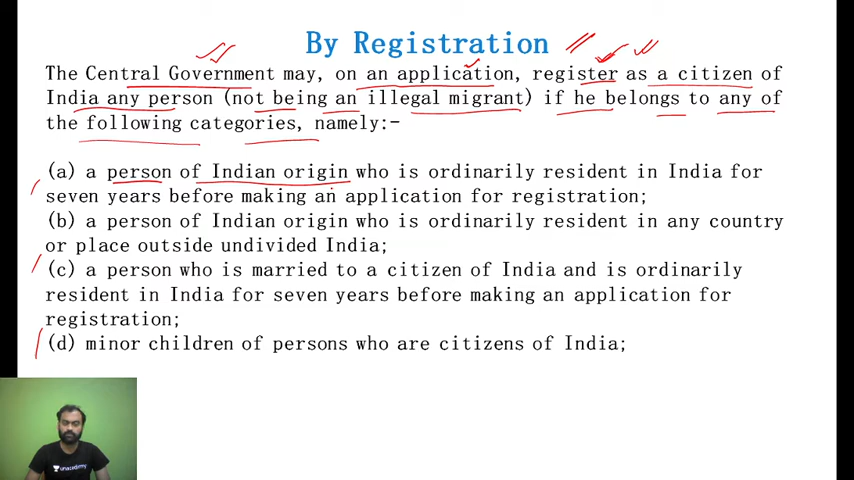 By Registration
The Central Government may, on an application, register as a citizen of
India any person (not being an illegal migrant) if he belongs to any of
the following categories, namely:-
(a) a person of Indian origin who is ordinarily resident in India for
seven years before making an application for registration;
(b) a person of Indian origin who is ordinarily resident in any country
or place outside undivided India;
(c) a person who is married to a citizen of India and is ordinarily
resident in India for seven years before making an application for
registration;
(d) minor children of persons who are citizens of India;
unacademy